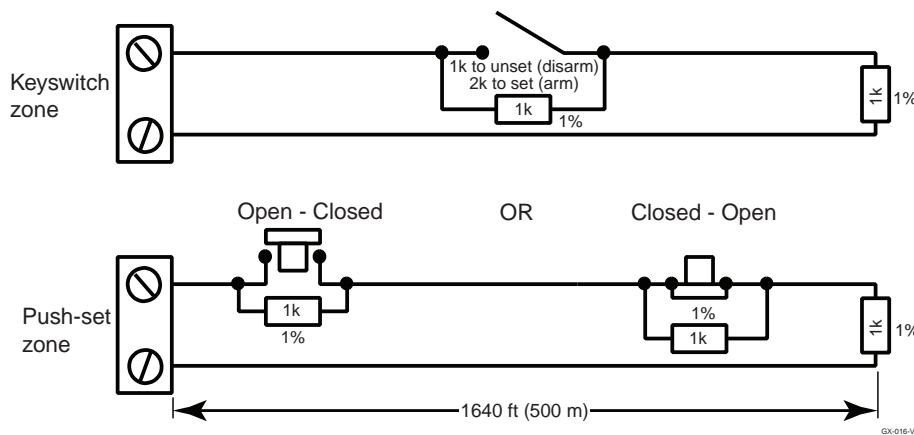 Keyswitch
zone
1k to unset (disarm)
2k to set (arm)
1k
1%
1k
1%
Open - Closed
OR
Closed - Open
Push-set
zone
1k
1%
1%
1k
1k
1%
1640 ft (500 m)
GX-016-V